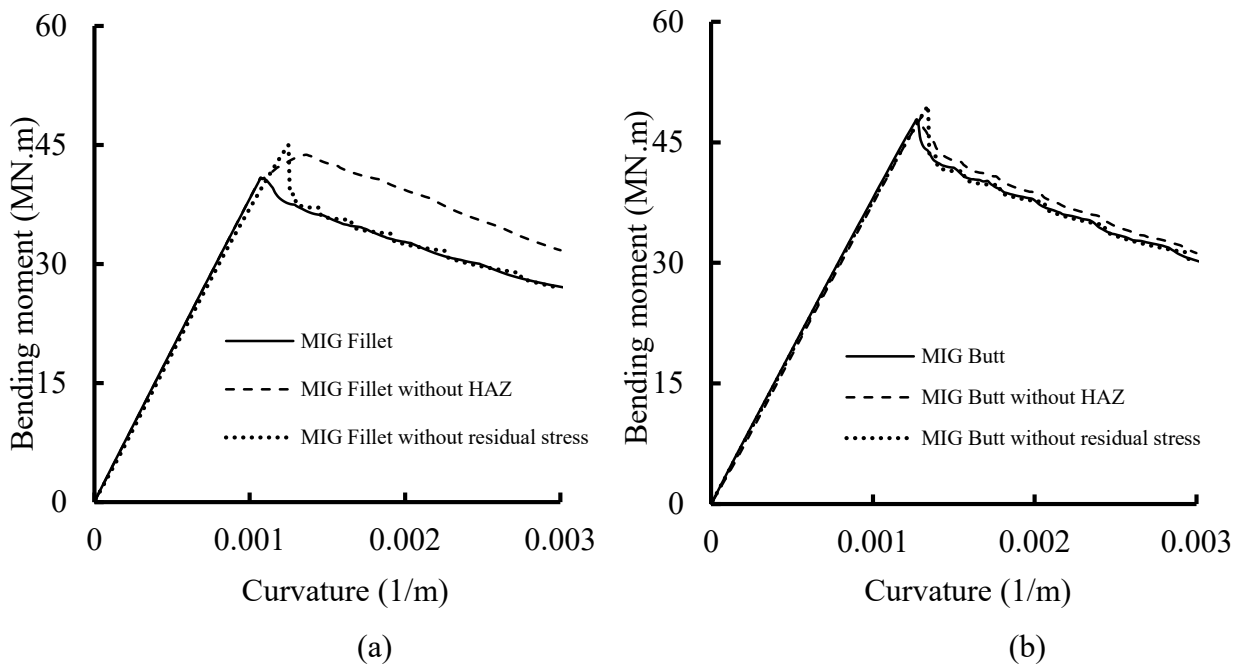 60
45
30
15
0
Bending moment (MN.m)
MIG Fillet
MIG Fillet without HAZ
MIG Fillet without residual stress
0
0.001
0.002
0.003
Curvature (1/m)
(a)
60
45
30
15
0
Bending moment (MN.m)
MIG Butt
MIG Butt without HAZ
MIG Butt without residual stress
0
0.001
0.002
0.003
Curvature (1/m)
(b)